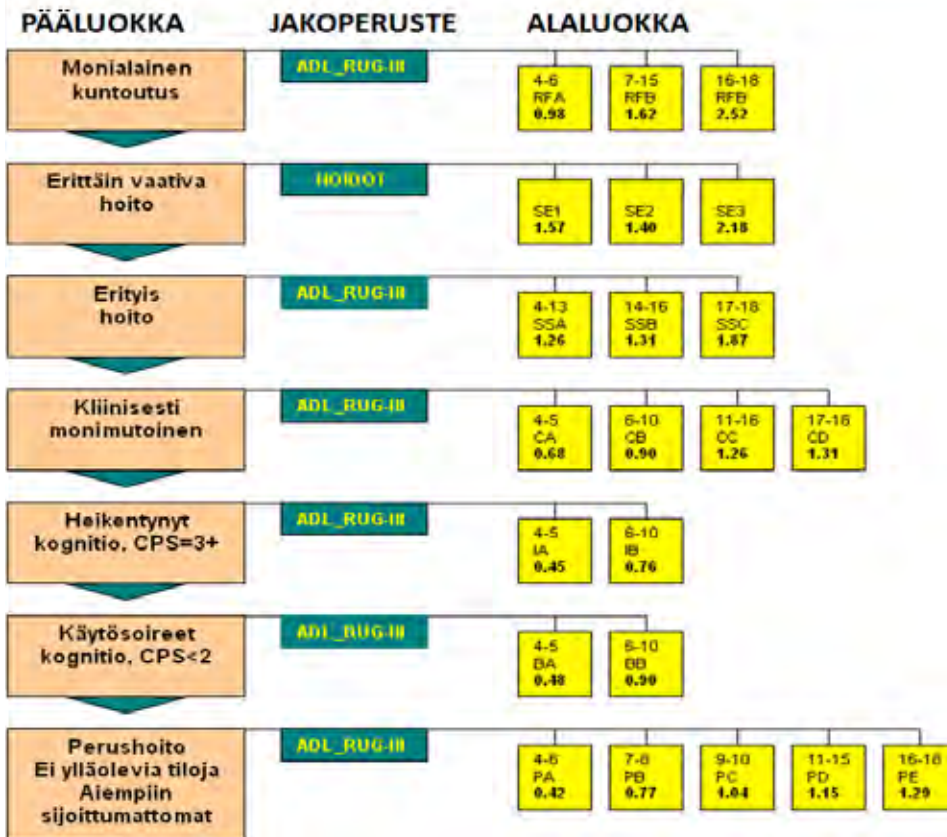 PÄÄLUOKKA JAKOPERUSTE ALALUOKKA
Monialainen
kuntoutus
ADL_RUG-III
4-6
RFA
0.98
7-15
RFB
1.62
16-18
RFB
2.52
Erittäin vaativa
hoito
HOIDOT
SE1
1.57
SE2
1.40
SE3
2.18
Erityis
hoito
ADL_RUG-III
4-13
SSA
1.26
14-16
SSB
1.31
17-18
SSC
1.87
Kliinisesti
monimutoinen
ADL_RUG-III
4-5
CA
0.68
6-10
CB
0.90
11-16
CC
1.26
17-18
CD
1.31
Heikentynyt
kognitio, CPS=3+
ADL_RUG-III
4-5
IA
0.45
6-10
IB
0.76
Käytösoireet
kognitio, CPS<2
ADL_RUG-III
4-5
BA
0.48
6-10
BB
0.90
Perushoito
Ei ylläolevia tiloja
Aiempiin
sijoittumattomat
ADL_RUG-III
4-6
PA
0.42
7-8
PB
0.77
9-10
PC
1.04
11-15
PD
1.15
16-18
PE
1.29